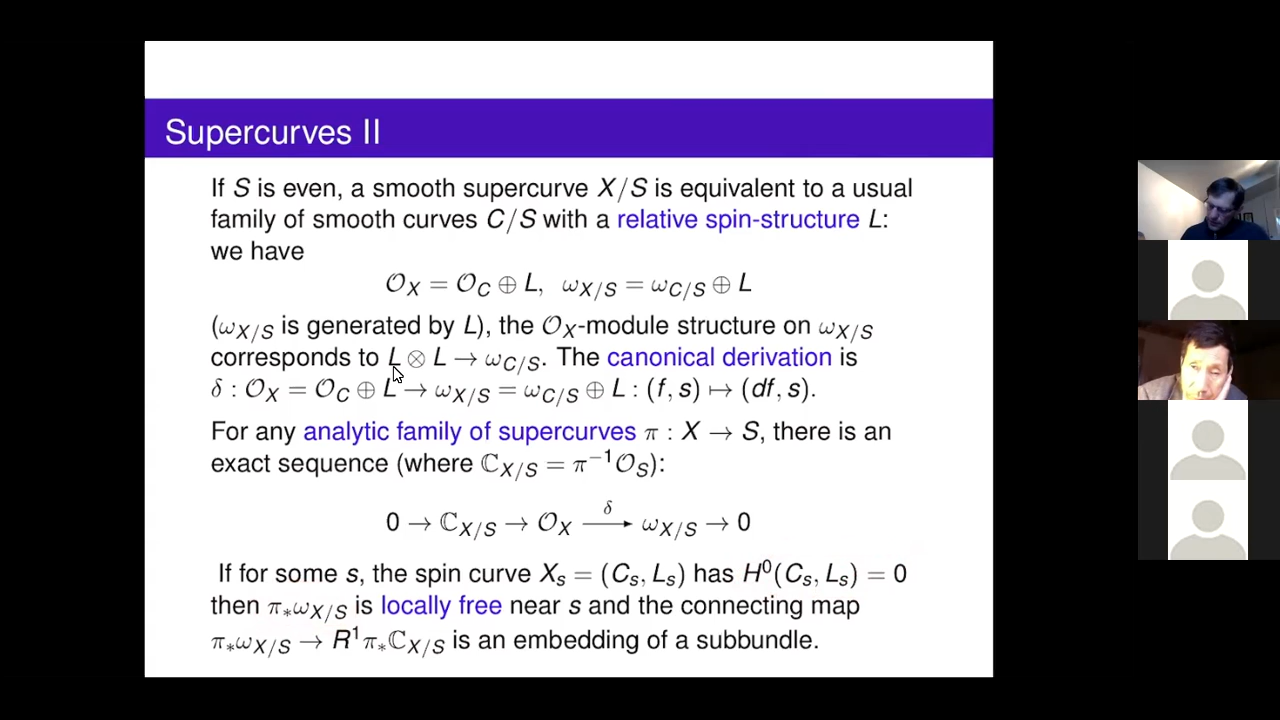 Supercurves II
If S is even, a smooth supercurve X/S is equivalent to a usual
family of smooth curves C/S with a relative spin-structure L:
we have
𝒪_X = 𝒪_C ⊕ L, ω_{X/S} = ω_{C/S} ⊕ L
(ω_{X/S} is generated by L), the 𝒪_X-module structure on ω_{X/S}
corresponds to L ⊗ L → ω_{C/S}. The canonical derivation is
δ : 𝒪_X = 𝒪_C ⊕ L → ω_{X/S} = ω_{C/S} ⊕ L : (f, s) ↦ (df, s).
For any analytic family of supercurves π : X → S, there is an
exact sequence (where ℂ_{X/S} = π⁻¹𝒪_S):
0 → ℂ_{X/S} → 𝒪_X —δ→ ω_{X/S} → 0
If for some s, the spin curve X_s = (C_s, L_s) has H⁰(C_s, L_s) = 0
then π_*ω_{X/S} is locally free near s and the connecting map
π_*ω_{X/S} → R¹π_*ℂ_{X/S} is an embedding of a subbundle.